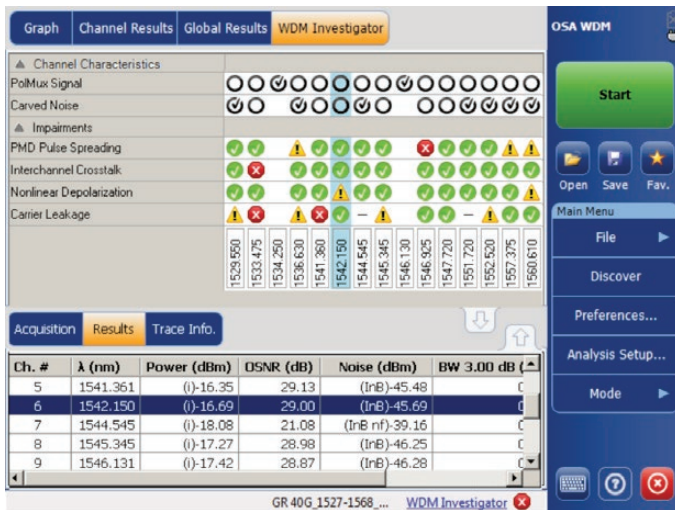 Graph Channel Results Global Results WDM Investigator
OSA WDM
Channel Characteristics
PolMux Signal
Carved Noise
Impairments
PMD Pulse Spreading
Interchannel Crosstalk
Nonlinear Depolarization
Carrier Leakage
1529.550 1533.475 1534.250 1536.630 1541.360 1542.150 1544.545 1545.345 1546.130 1546.925 1547.720 1551.720 1552.520 1557.375 1560.610
Start
Open Save Fav.
Main Menu
File
Discover
Preferences...
Analysis Setup...
Mode
Acquisition Results Trace Info.
Ch. # λ (nm) Power (dBm) OSNR (dB) Noise (dBm) BW 3.00 dB (
5 1541.361 (i)-16.35 29.13 (InB)-45.48
6 1542.150 (i)-16.69 29.00 (InB)-45.69
7 1544.545 (i)-18.08 21.08 (InB nf)-39.16
8 1545.345 (i)-17.27 28.98 (InB)-46.25
9 1546.131 (i)-17.42 28.87 (InB)-46.28
GR 40G_1527-1568_... WDM Investigator